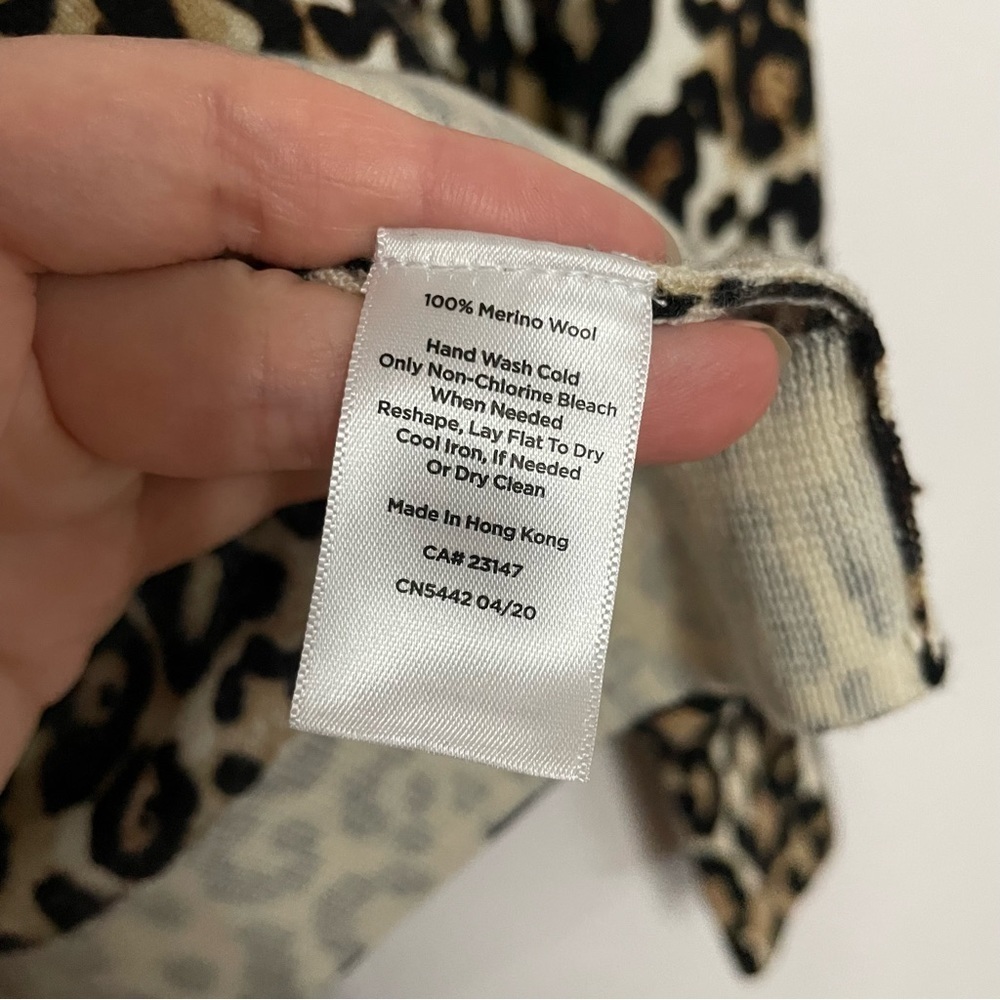 100% Merino Wool
Hand Wash Cold
Only Non-Chlorine Bleach
When Needed
Reshape, Lay Flat To Dry
Cool Iron, If Needed
Or Dry Clean
Made In Hong Kong
CA# 23147
CN5442 04/20